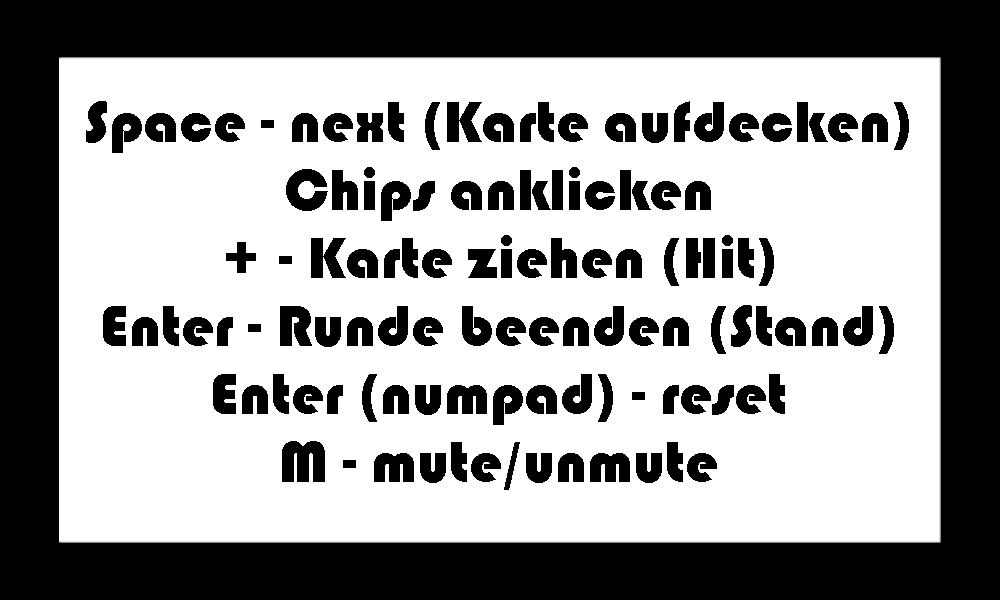 Space - next (Karte aufdecken)
Chips anklicken
+ - Karte ziehen (Hit)
Enter - Runde beenden (Stand)
Enter (numpad) - reset
M - mute/unmute